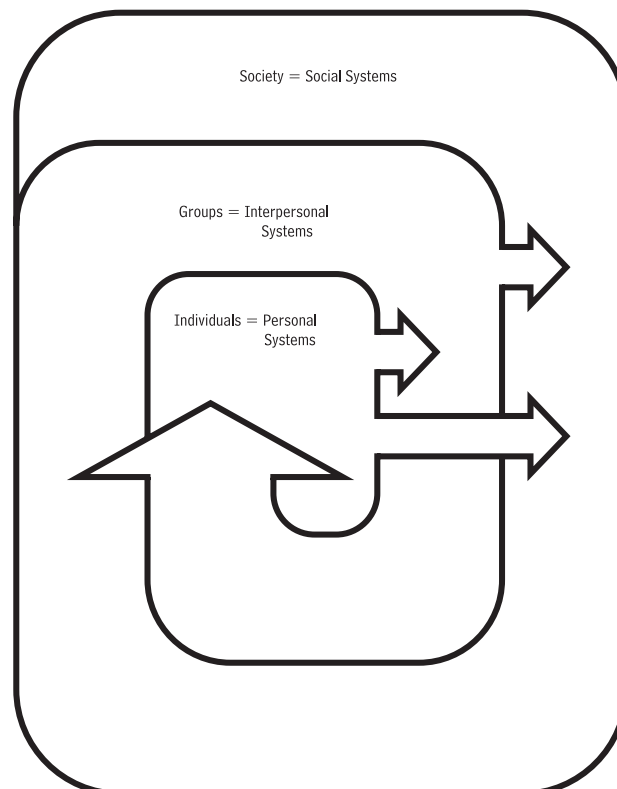 Society = Social Systems
Groups = Interpersonal
Systems
Individuals = Personal
Systems